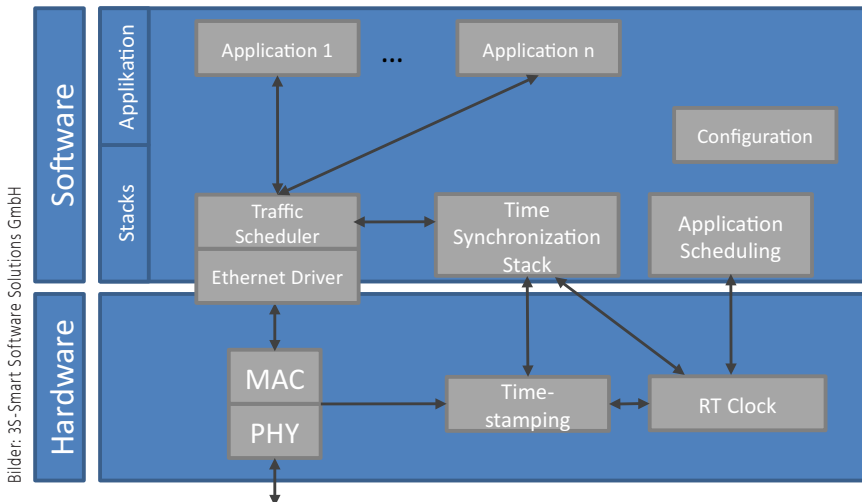 Software
Applikation
Stacks
Application 1
...
Application n
Configuration
Traffic
Scheduler
Ethernet Driver
Time
Synchronization
Stack
Application
Scheduling
Hardware
MAC
PHY
Time-
stamping
RT Clock
Bilder: 3S-Smart Software Solutions GmbH